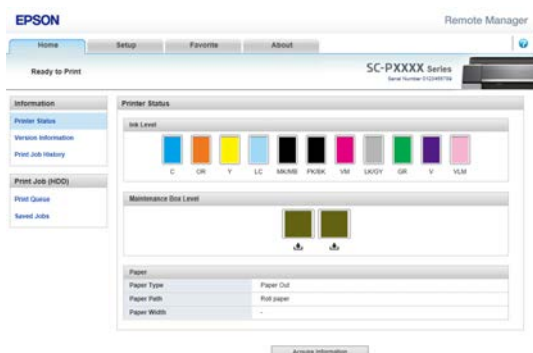 EPSON
Remote Manager
Home Setup Favorite About
Ready to Print
SC-PXXXX Series
Serial Number 0123456789
Information
Printer Status
Version Information
Print Job History
Print Job (HDD)
Print Queue
Saved Jobs
Printer Status
Ink Level
C OR Y LC MK/MB PK/BK VM LK/GY GR V VLM
Maintenance Box Level
Paper
Paper Type Paper Out
Paper Path Roll paper
Paper Width -
Acquire Information